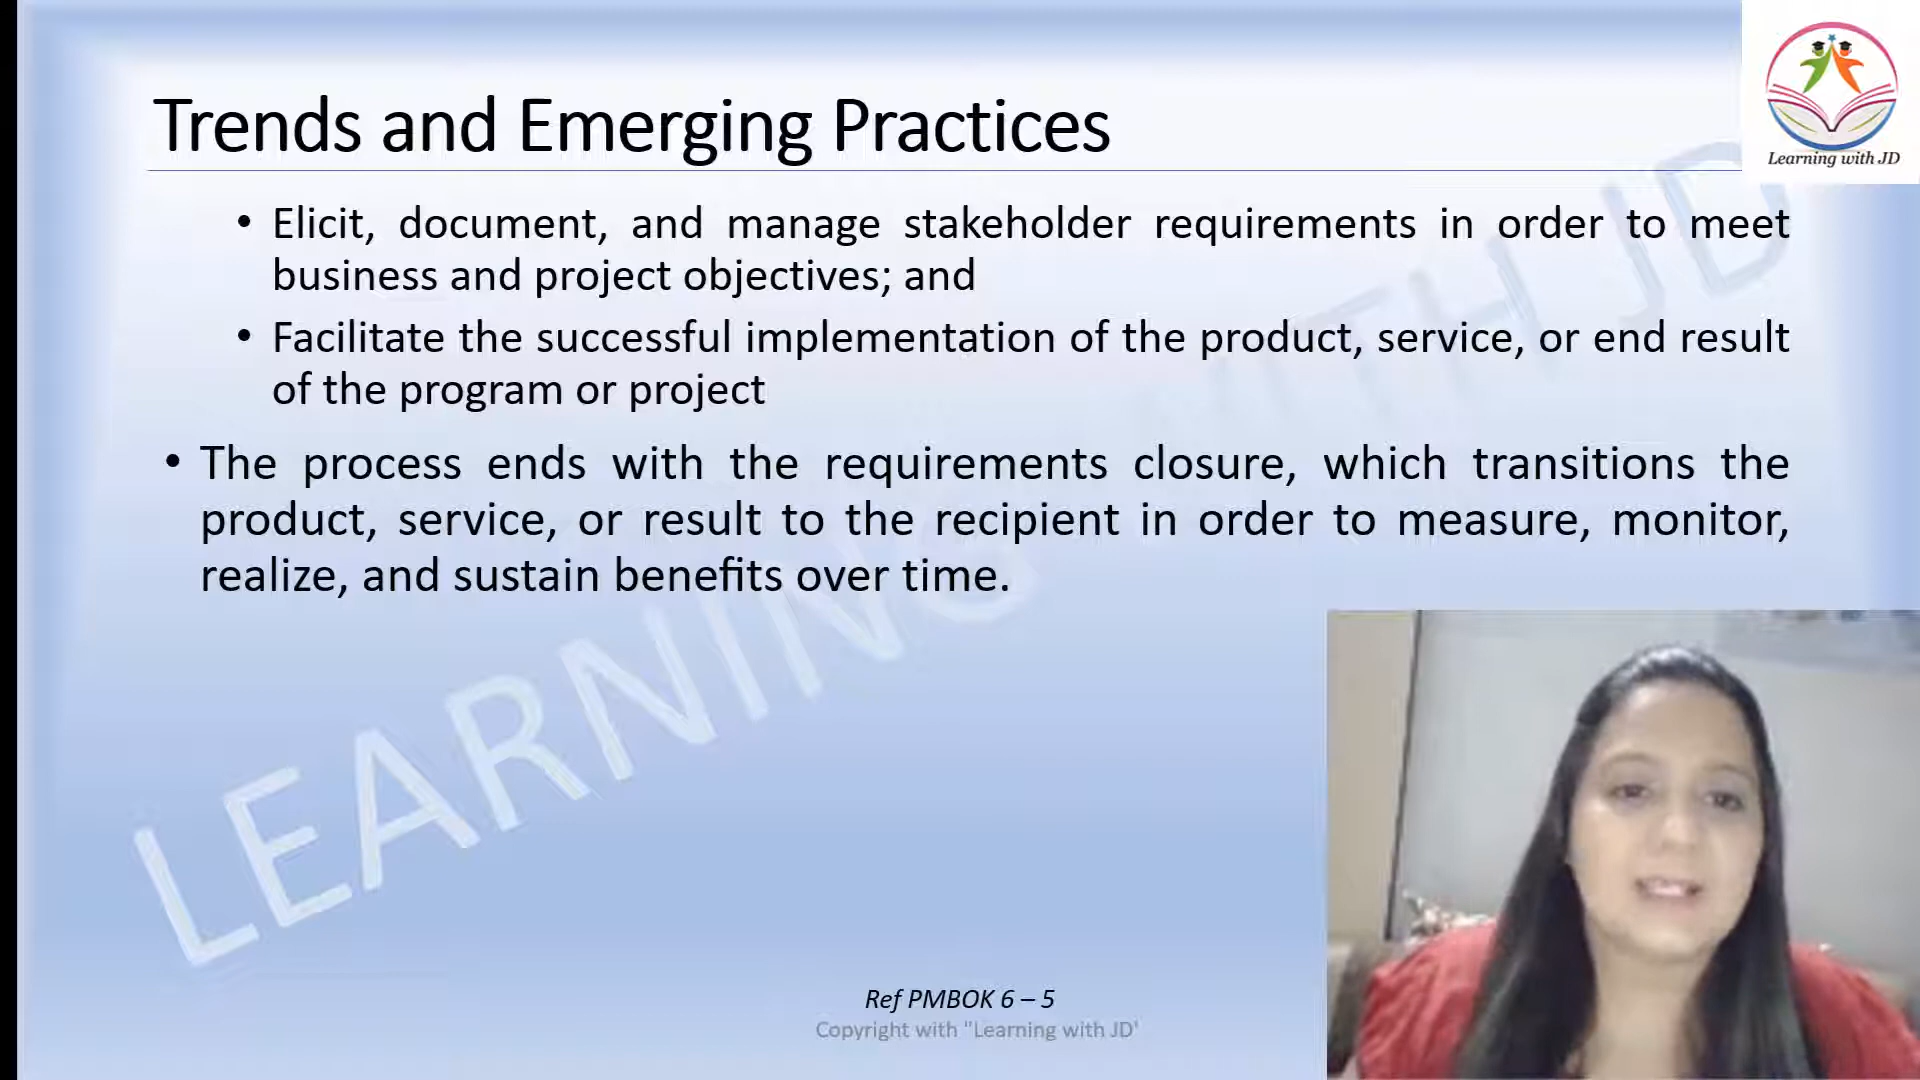 Trends and Emerging Practices
Learning with JD
• Elicit, document, and manage stakeholder requirements in order to meet
business and project objectives; and
• Facilitate the successful implementation of the product, service, or end result
of the program or project
• The process ends with the requirements closure, which transitions the
product, service, or result to the recipient in order to measure, monitor,
realize, and sustain benefits over time.
LEARNING WITH JD
Ref PMBOK 6 – 5
Copyright with "Learning with JD'